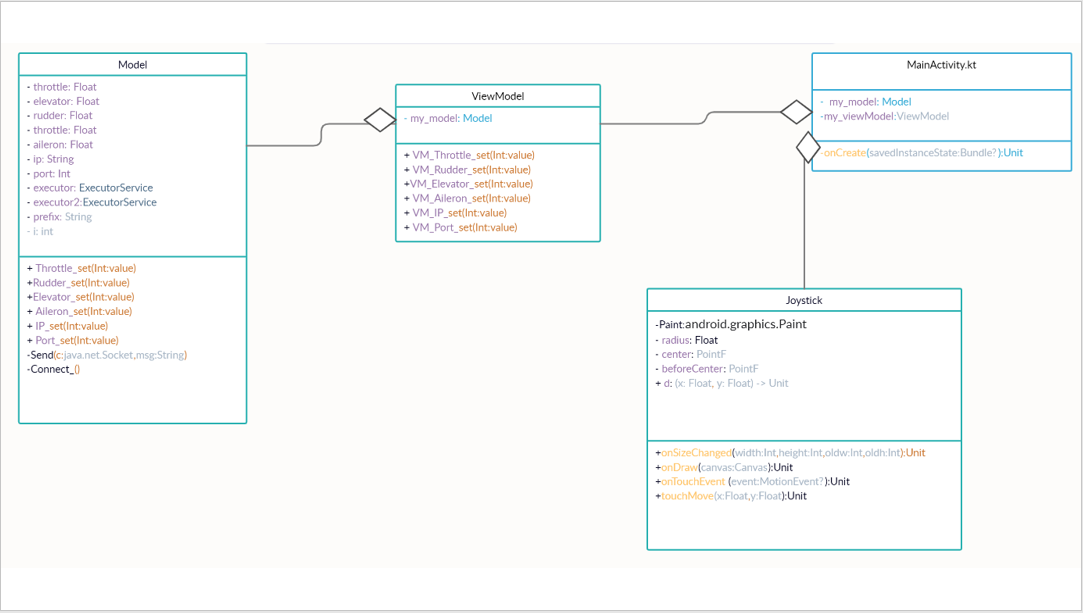 Model
- throttle: Float
- elevator: Float
- rudder: Float
- throttle: Float
- aileron: Float
- ip: String
- port: Int
- executor: ExecutorService
- executor2:ExecutorService
- prefix: String
- i: int
+ Throttle_set(Int:value)
+Rudder_set(Int:value)
+Elevator_set(Int:value)
+ Aileron_set(Int:value)
+ IP_set(Int:value)
+ Port_set(Int:value)
-Send(c:java.net.Socket,msg:String)
-Connect_()
ViewModel
- my_model: Model
+ VM_Throttle_set(Int:value)
+ VM_Rudder_set(Int:value)
+VM_Elevator_set(Int:value)
+ VM_Aileron_set(Int:value)
+ VM_IP_set(Int:value)
+ VM_Port_set(Int:value)
MainActivity.kt
- my_model: Model
-my_viewModel:ViewModel
-onCreate(savedInstanceState:Bundle?):Unit
Joystick
-Paint:android.graphics.Paint
- radius: Float
- center: PointF
- beforeCenter: PointF
+ d: (x: Float, y: Float) -> Unit
+onSizeChanged(width:Int,height:Int,oldw:Int,oldh:Int):Unit
+onDraw(canvas:Canvas):Unit
+onTouchEvent (event:MotionEvent?):Unit
+touchMove(x:Float,y:Float):Unit